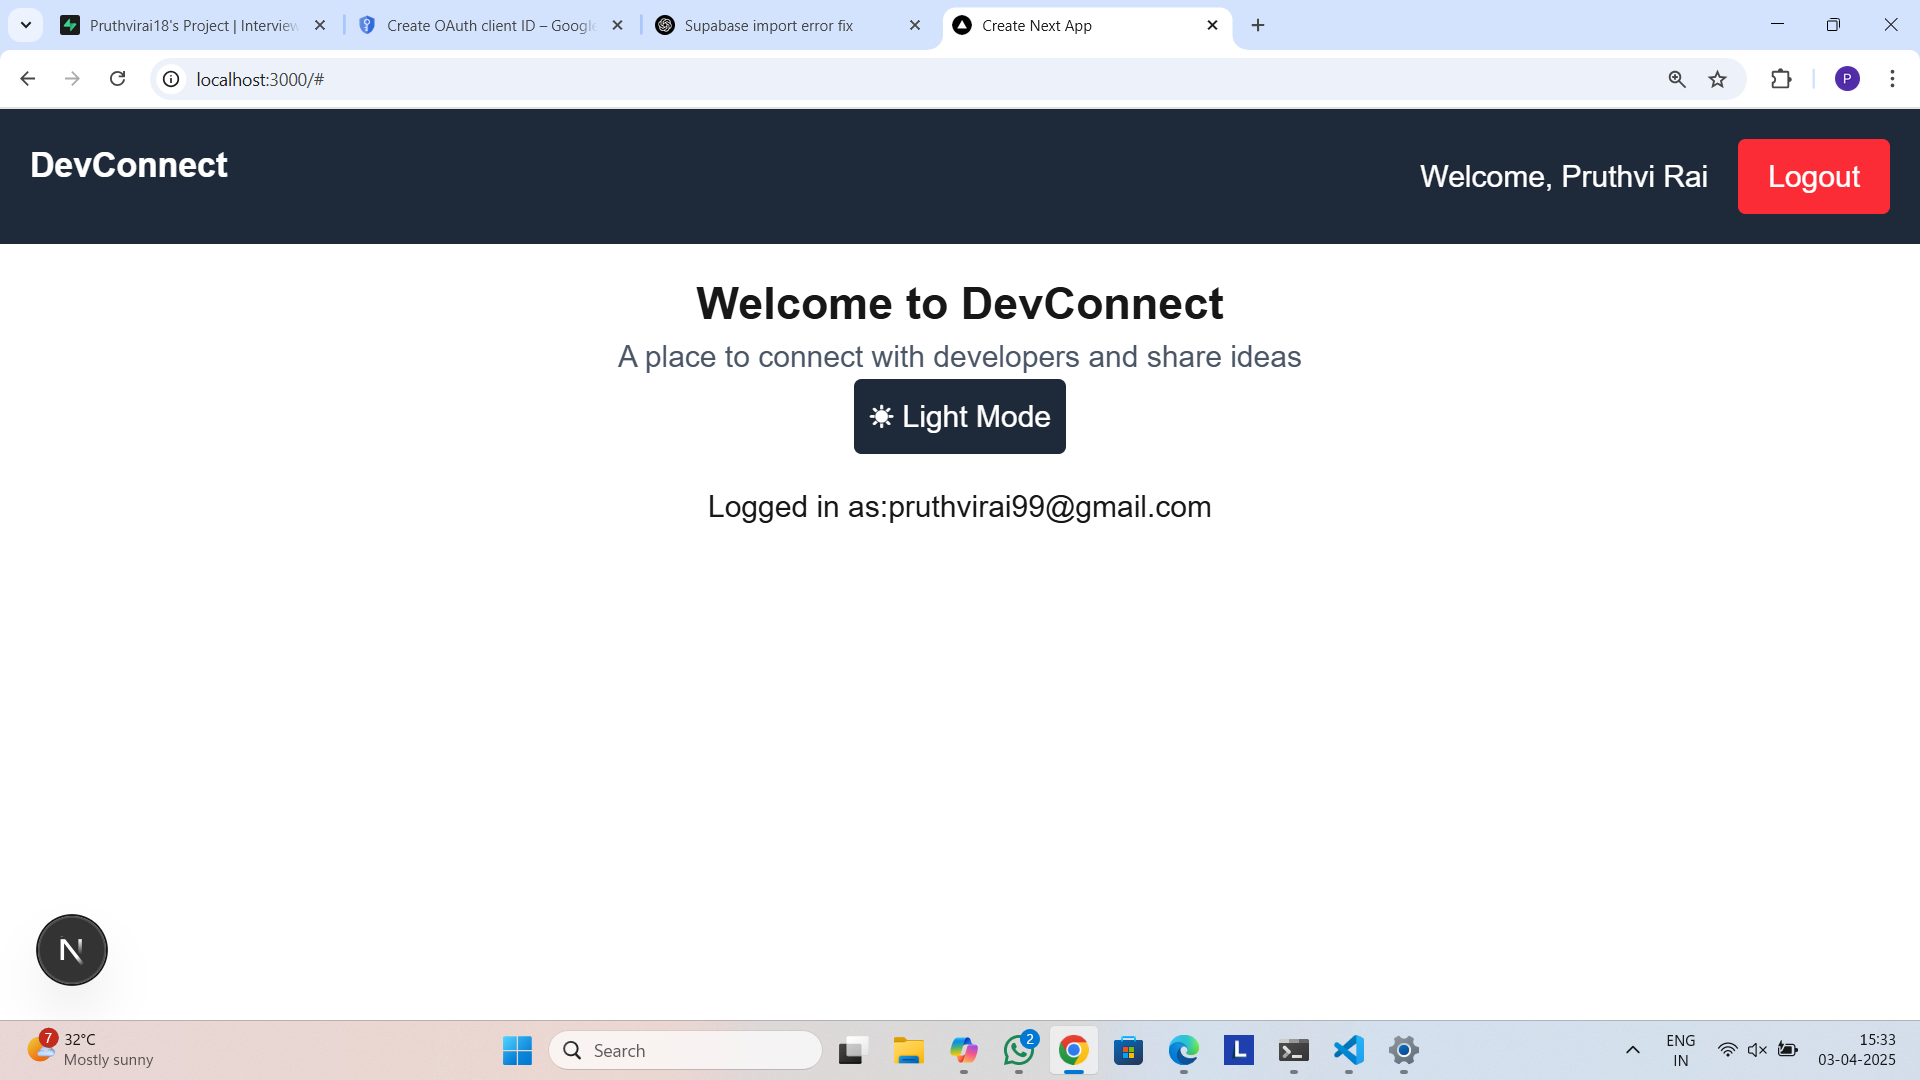 Pruthvirai18's Project | Interview
Create OAuth client ID – Google
Supabase import error fix
Create Next App
localhost:3000/#
P
DevConnect
Welcome, Pruthvi Rai
Logout
Welcome to DevConnect
A place to connect with developers and share ideas
☀ Light Mode
Logged in as:pruthvirai99@gmail.com
N
7
32°C
Mostly sunny
Search
2
L
ENG
IN
15:33
03-04-2025